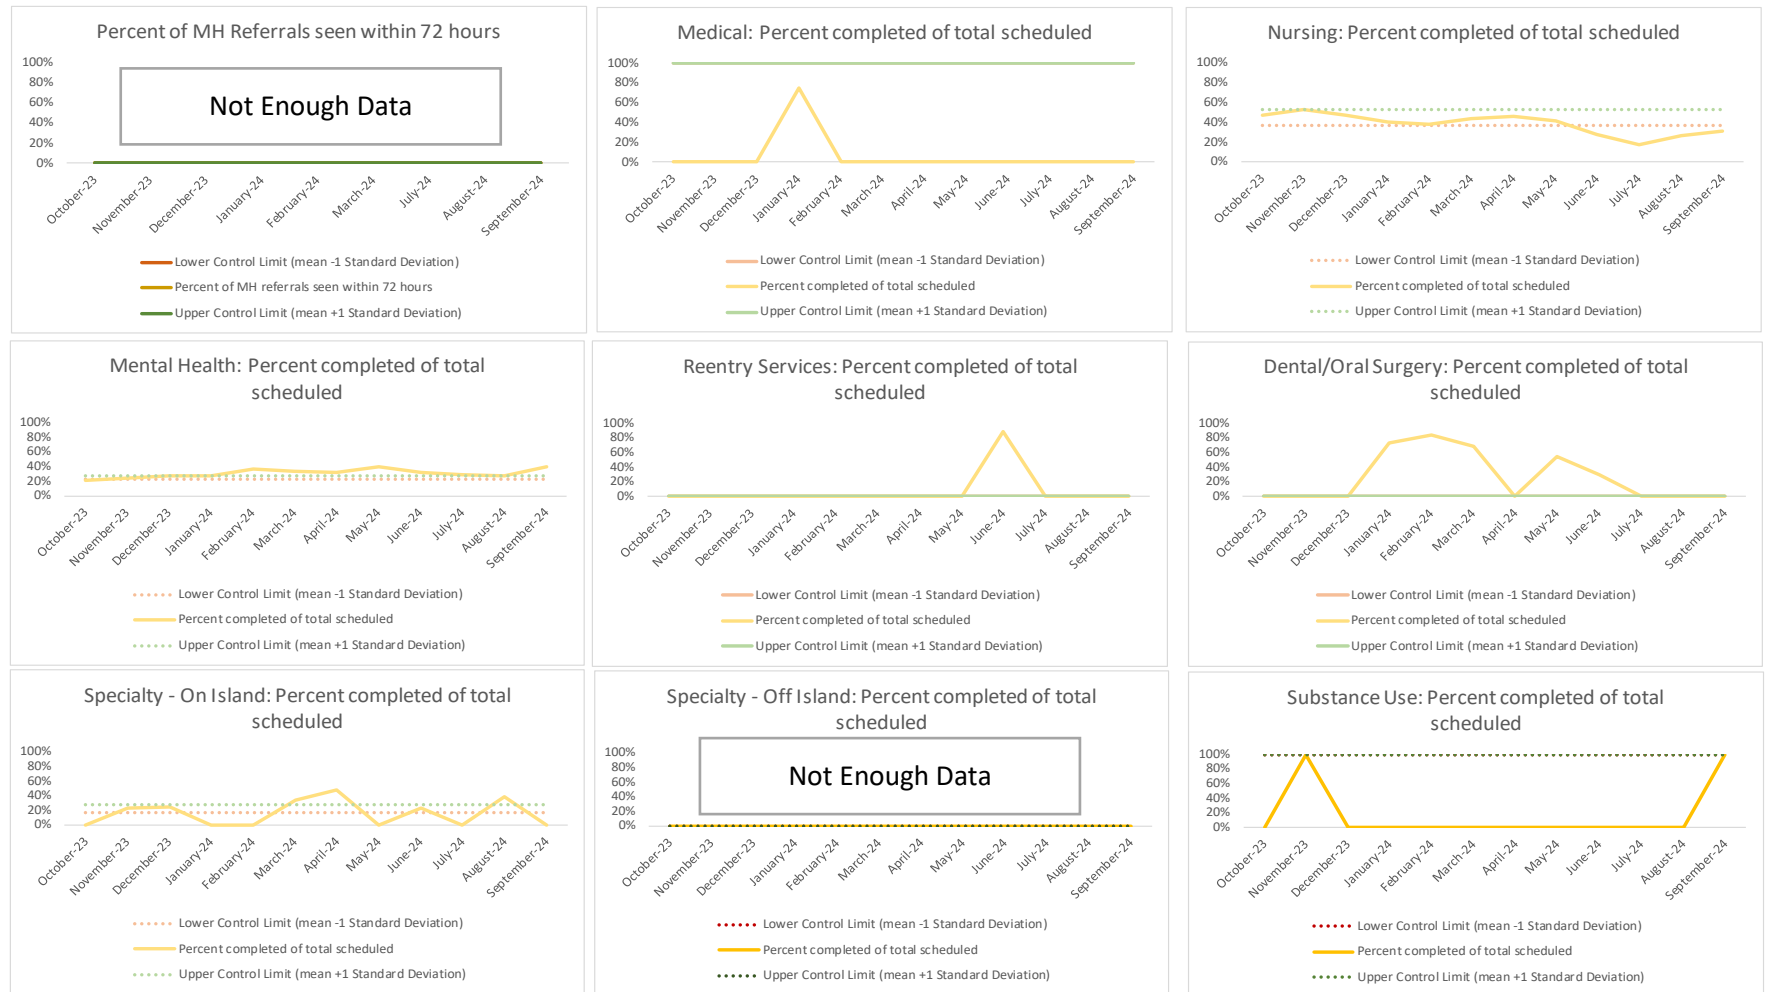 Percent of MH Referrals seen within 72 hours
100%
80%
60%
40%
20%
0%
Not Enough Data
October-23
November-23
December-23
January-24
February-24
March-24
July-24
August-24
September-24
Lower Control Limit (mean -1 Standard Deviation)
Percent of MH referrals seen within 72 hours
Upper Control Limit (mean +1 Standard Deviation)
Medical: Percent completed of total scheduled
100%
80%
60%
40%
20%
0%
October-23
November-23
December-23
January-24
February-24
March-24
April-24
May-24
June-24
July-24
August-24
September-24
Lower Control Limit (mean -1 Standard Deviation)
Percent completed of total scheduled
Upper Control Limit (mean +1 Standard Deviation)
Nursing: Percent completed of total scheduled
100%
80%
60%
40%
20%
0%
October-23
November-23
December-23
January-24
February-24
March-24
April-24
May-24
June-24
July-24
August-24
September-24
Lower Control Limit (mean -1 Standard Deviation)
Percent completed of total scheduled
Upper Control Limit (mean +1 Standard Deviation)
Mental Health: Percent completed of total
scheduled
100%
80%
60%
40%
20%
0%
October-23
November-23
December-23
January-24
February-24
March-24
April-24
May-24
June-24
July-24
August-24
September-24
Lower Control Limit (mean -1 Standard Deviation)
Percent completed of total scheduled
Upper Control Limit (mean +1 Standard Deviation)
Reentry Services: Percent completed of total
scheduled
100%
80%
60%
40%
20%
0%
October-23
November-23
December-23
January-24
February-24
March-24
April-24
May-24
June-24
July-24
August-24
September-24
Lower Control Limit (mean -1 Standard Deviation)
Percent completed of total scheduled
Upper Control Limit (mean +1 Standard Deviation)
Dental/Oral Surgery: Percent completed of total
scheduled
100%
80%
60%
40%
20%
0%
October-23
November-23
December-23
January-24
February-24
March-24
April-24
May-24
June-24
July-24
August-24
September-24
Lower Control Limit (mean -1 Standard Deviation)
Percent completed of total scheduled
Upper Control Limit (mean +1 Standard Deviation)
Specialty - On Island: Percent completed of total
scheduled
100%
80%
60%
40%
20%
0%
October-23
November-23
December-23
January-24
February-24
March-24
April-24
May-24
June-24
July-24
August-24
September-24
Lower Control Limit (mean -1 Standard Deviation)
Percent completed of total scheduled
Upper Control Limit (mean +1 Standard Deviation)
Specialty - Off Island: Percent completed of total
scheduled
100%
80%
60%
40%
20%
0%
Not Enough Data
October-23
November-23
December-23
January-24
February-24
March-24
April-24
May-24
June-24
July-24
August-24
September-24
Lower Control Limit (mean -1 Standard Deviation)
Percent completed of total scheduled
Upper Control Limit (mean +1 Standard Deviation)
Substance Use: Percent completed of total
scheduled
100%
80%
60%
40%
20%
0%
October-23
November-23
December-23
January-24
February-24
March-24
April-24
May-24
June-24
July-24
August-24
September-24
Lower Control Limit (mean -1 Standard Deviation)
Percent completed of total scheduled
Upper Control Limit (mean +1 Standard Deviation)